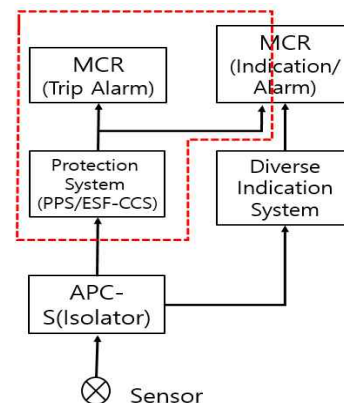 MCR
(Trip Alarm)
MCR
(Indication/
Alarm)
Protection
System
(PPS/ESF-CCS)
Diverse
Indication
System
APC-
S(Isolator)
Sensor